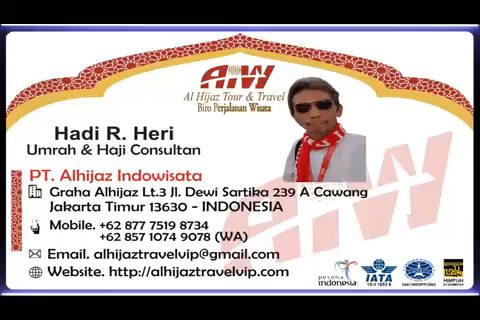 AIW
Al Hijaz Tour & Travel
Biro Perjalanan Wisata
Hadi R. Heri
Umrah & Haji Consultan
PT. Alhijaz Indowisata
Graha Alhijaz Lt.3 Jl. Dewi Sartika 239 A Cawang
Jakarta Timur 13630 - INDONESIA
Mobile. +62 877 7519 8734
+62 857 1074 9078 (WA)
Email. alhijaztravelvip@gmail.com
Website. http://alhijaztravelvip.com
pesona
indonesia
IATA
HIMPUH